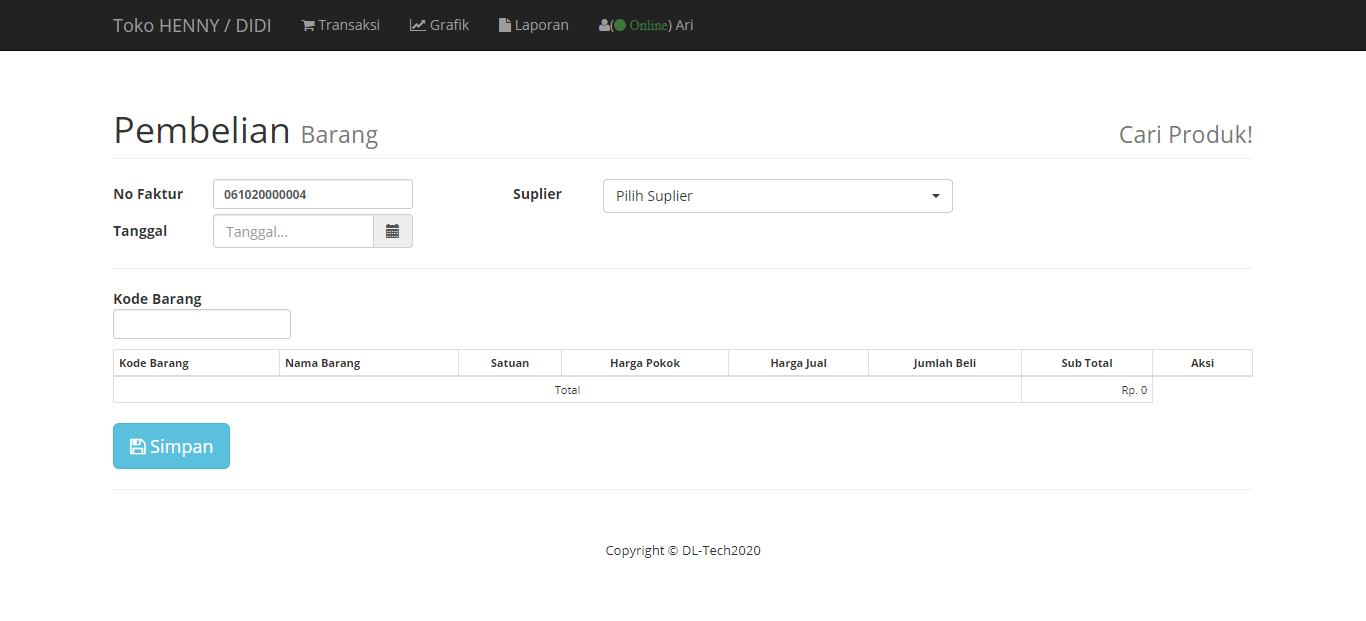 Toko HENNY / DIDI Transaksi Grafik Laporan (Online) Ari
Pembelian Barang Cari Produk!
No Faktur 061020000004 Suplier Pilih Suplier
Tanggal Tanggal...
Kode Barang
Kode Barang Nama Barang Satuan Harga Pokok Harga Jual Jumlah Beli Sub Total Aksi
Total Rp. 0
Simpan
Copyright © DL-Tech2020